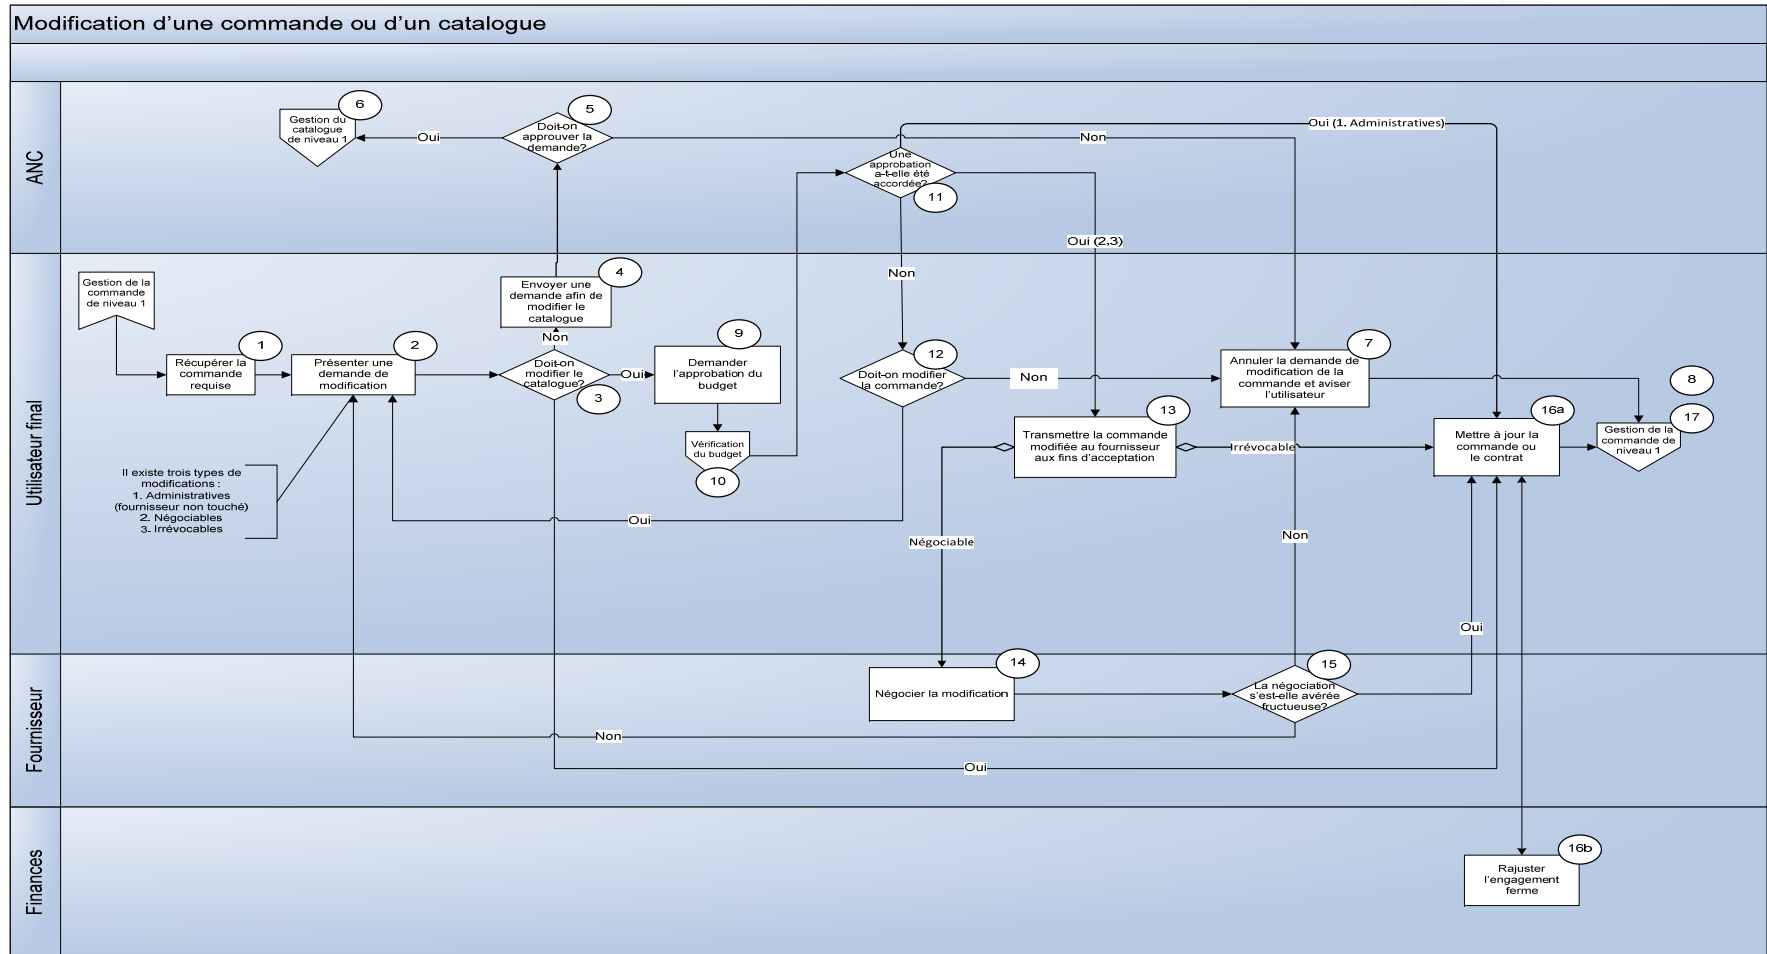 Modification d'une commande ou d'un catalogue
ANC
6
Gestion du
catalogue
de niveau 1
Oui
5
Doit-on
approuver la
demande?
Non
Oui (1. Administratives)
Une
approbation
a-t-elle été
accordée?
11
Oui (2,3)
Non
Utilisateur final
Gestion de la
commande
de niveau 1
1
Récupérer la
commande
requise
2
Présenter une
demande de
modification
4
Envoyer une
demande afin de
modifier le
catalogue
Non
Doit-on
modifier le
catalogue?
3
Oui
9
Demander
l'approbation du
budget
Vérification
du budget
10
12
Doit-on modifier
la commande?
Non
7
Annuler la demande de
modification de la
commande et aviser
l'utilisateur
8
17
Gestion de la
commande de
niveau 1
13
Transmettre la commande
modifiée au fournisseur
aux fins d'acceptation
Irrévocable
16a
Mettre à jour la
commande ou
le contrat
Il existe trois types de
modifications :
1. Administratives
(fournisseur non touché)
2. Négociables
3. Irrévocables
Oui
Négociable
Non
Oui
Fournisseur
14
Négocier la modification
15
La négociation
s'est-elle avérée
fructueuse?
Non
Oui
Finances
16b
Rajuster
l'engagement
ferme